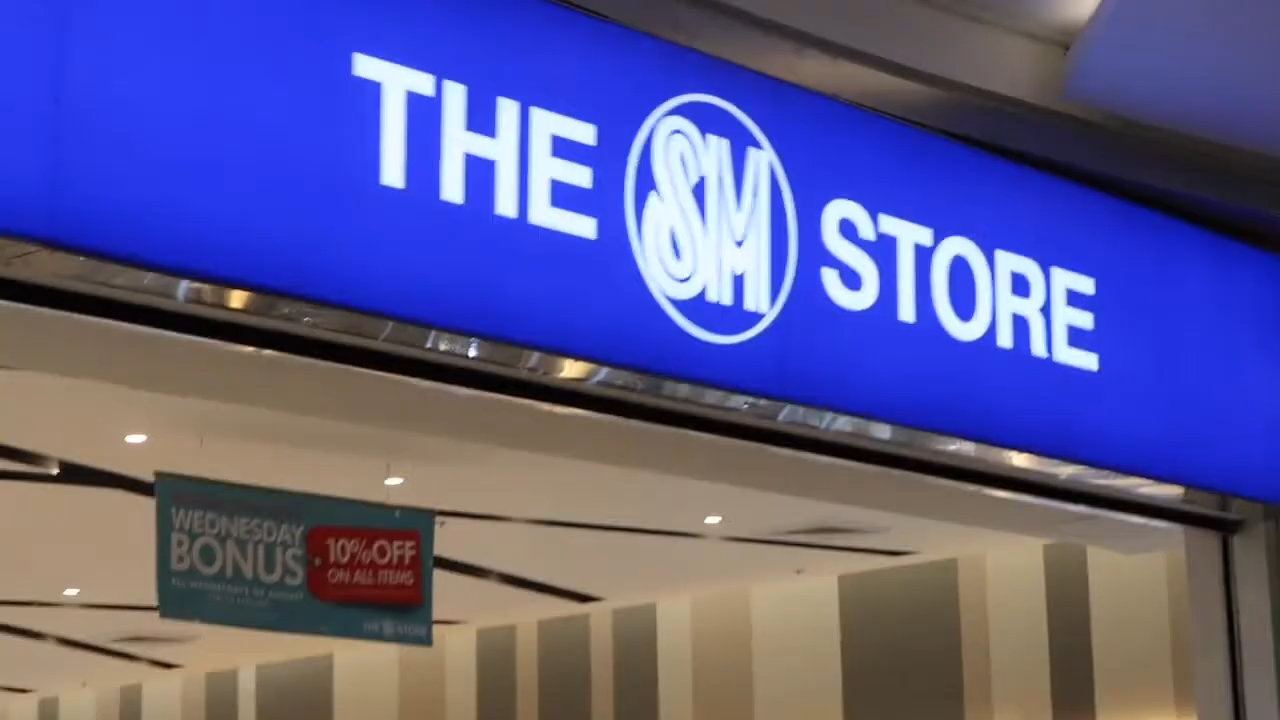 THE SM STORE
WEDNESDAY
BONUS
10% OFF
ON ALL ITEMS
ALL WEDNESDAYS OF AUGUST
THE SM STORE